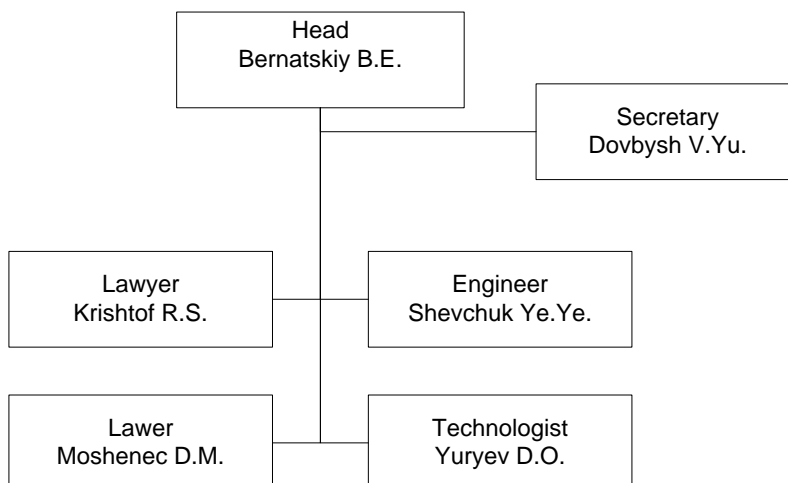 Head
Bernatskiy B.E.
Secretary
Dovbysh V.Yu.
Lawyer
Krishtof R.S.
Engineer
Shevchuk Ye.Ye.
Lawer
Moshenec D.M.
Technologist
Yuryev D.O.